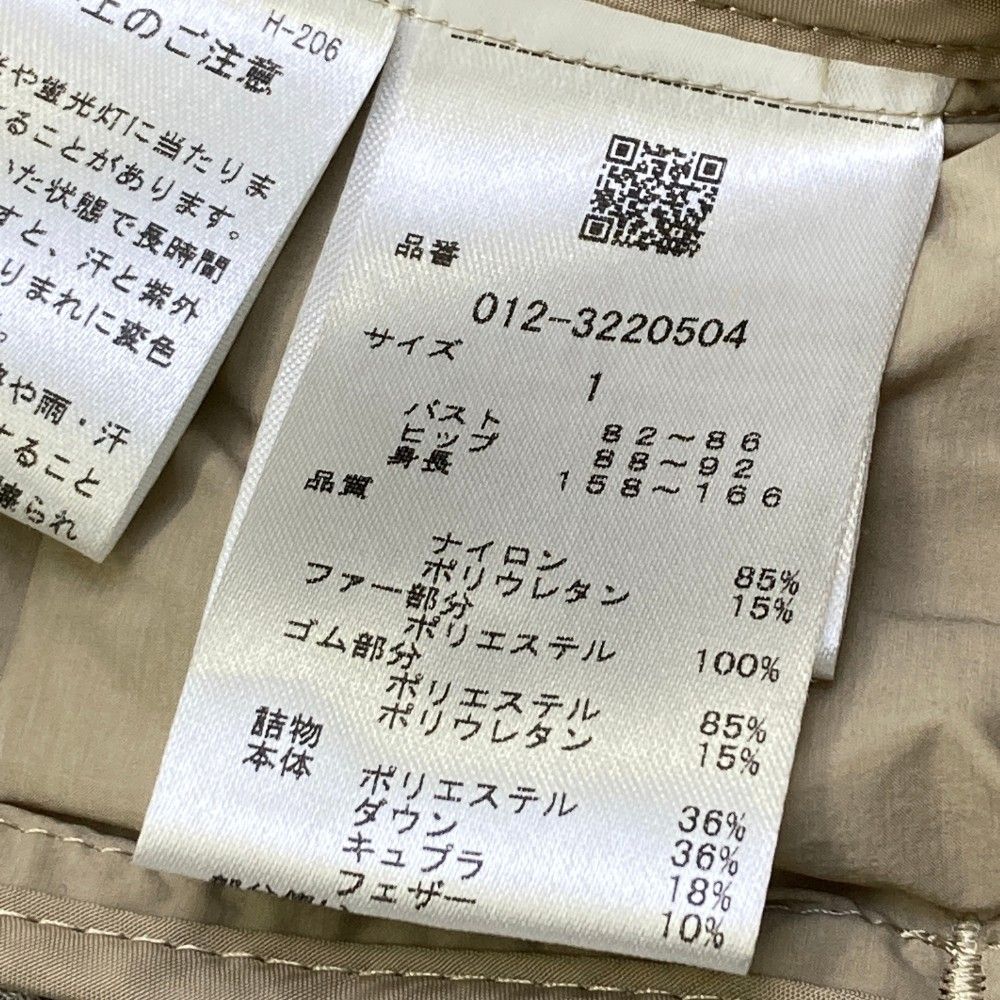 H-206
上のご注意
や蛍光灯に当たりま
ることがあります。
いた状態で長時間
すと、汗と紫外
りまれに変色
。
や雨・汗
すること
られ
品番
012-3220504
サイズ
1
バスト 82～86
ヒップ 88～92
身長 158～166
品質
ナイロン 85%
ポリウレタン 15%
ファー部分
ポリエステル 100%
ゴム部分
ポリエステル 85%
ポリウレタン 15%
詰物
本体
ポリエステル 36%
ダウン 36%
キュプラ 18%
フェザー 10%